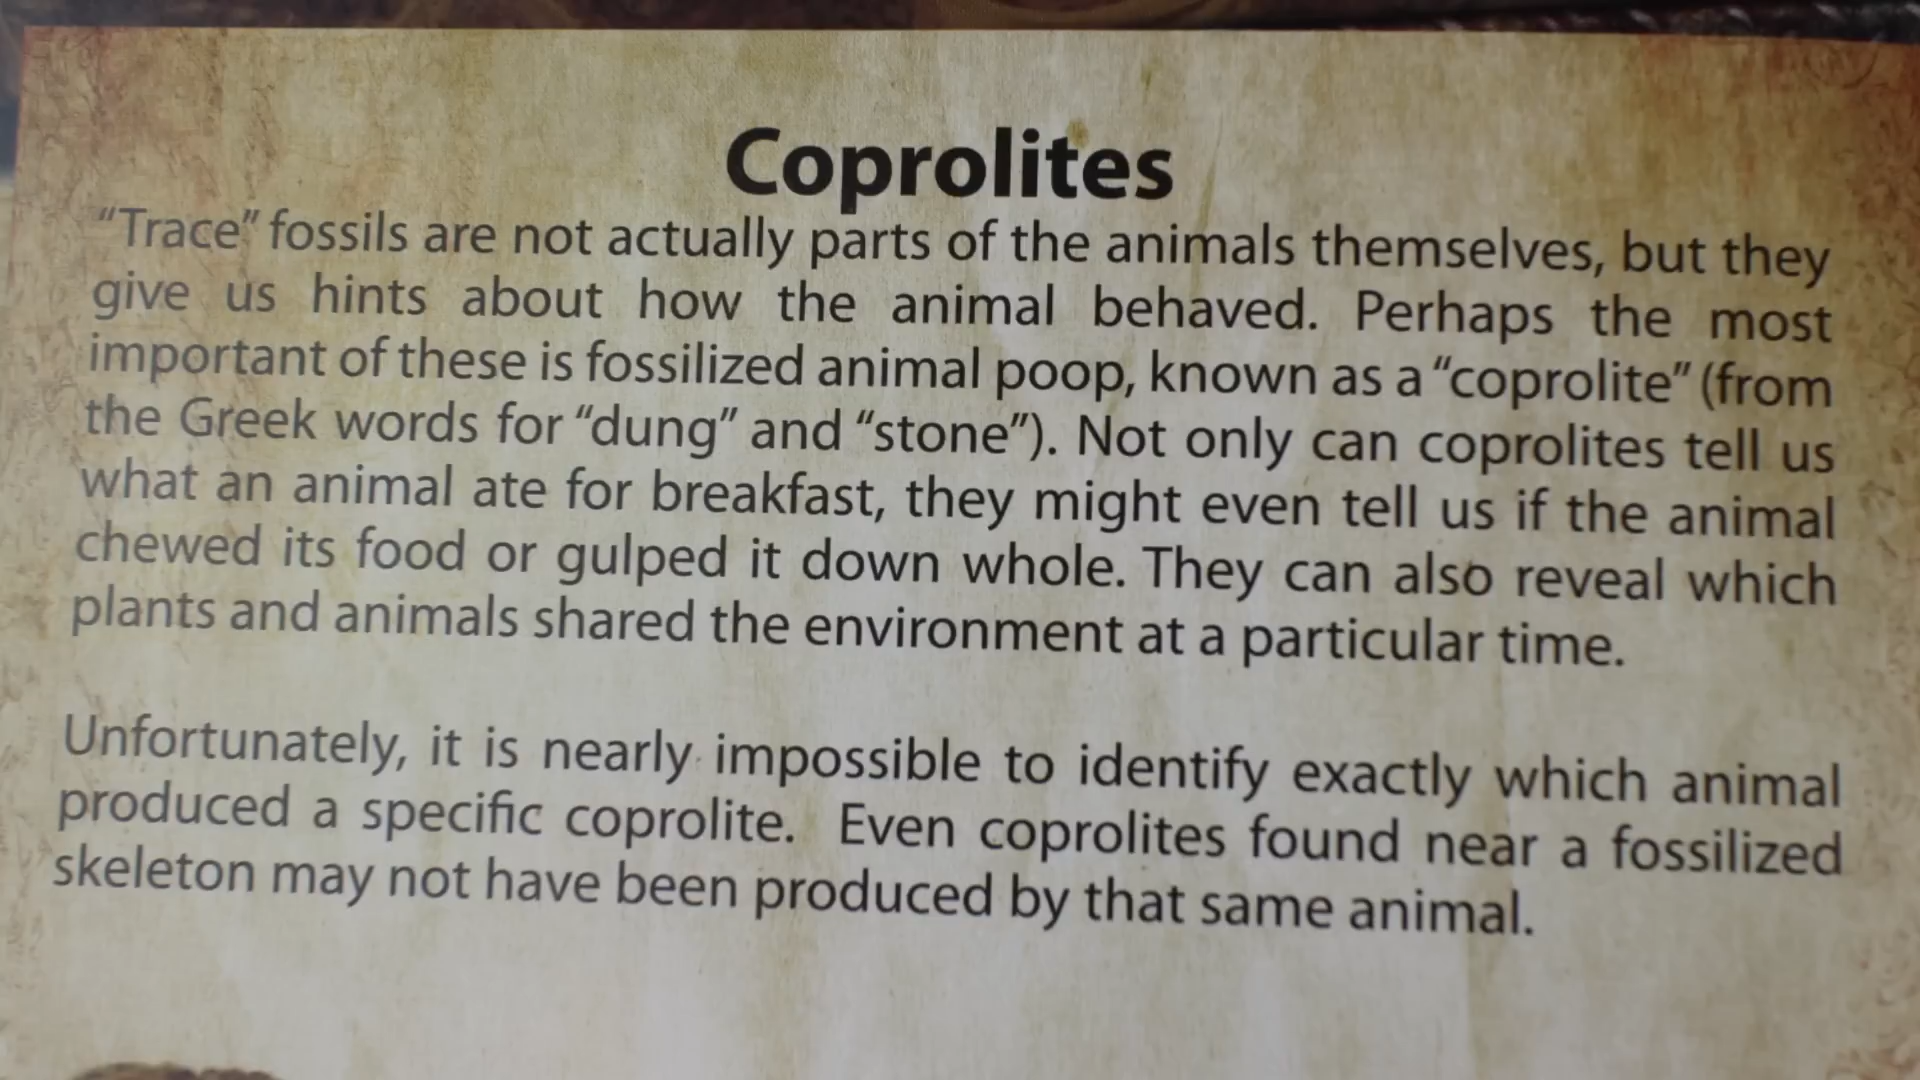 Coprolites
“Trace” fossils are not actually parts of the animals themselves, but they
give us hints about how the animal behaved. Perhaps the most
important of these is fossilized animal poop, known as a “coprolite” (from
the Greek words for “dung” and “stone”). Not only can coprolites tell us
what an animal ate for breakfast, they might even tell us if the animal
chewed its food or gulped it down whole. They can also reveal which
plants and animals shared the environment at a particular time.
Unfortunately, it is nearly impossible to identify exactly which animal
produced a specific coprolite. Even coprolites found near a fossilized
skeleton may not have been produced by that same animal.